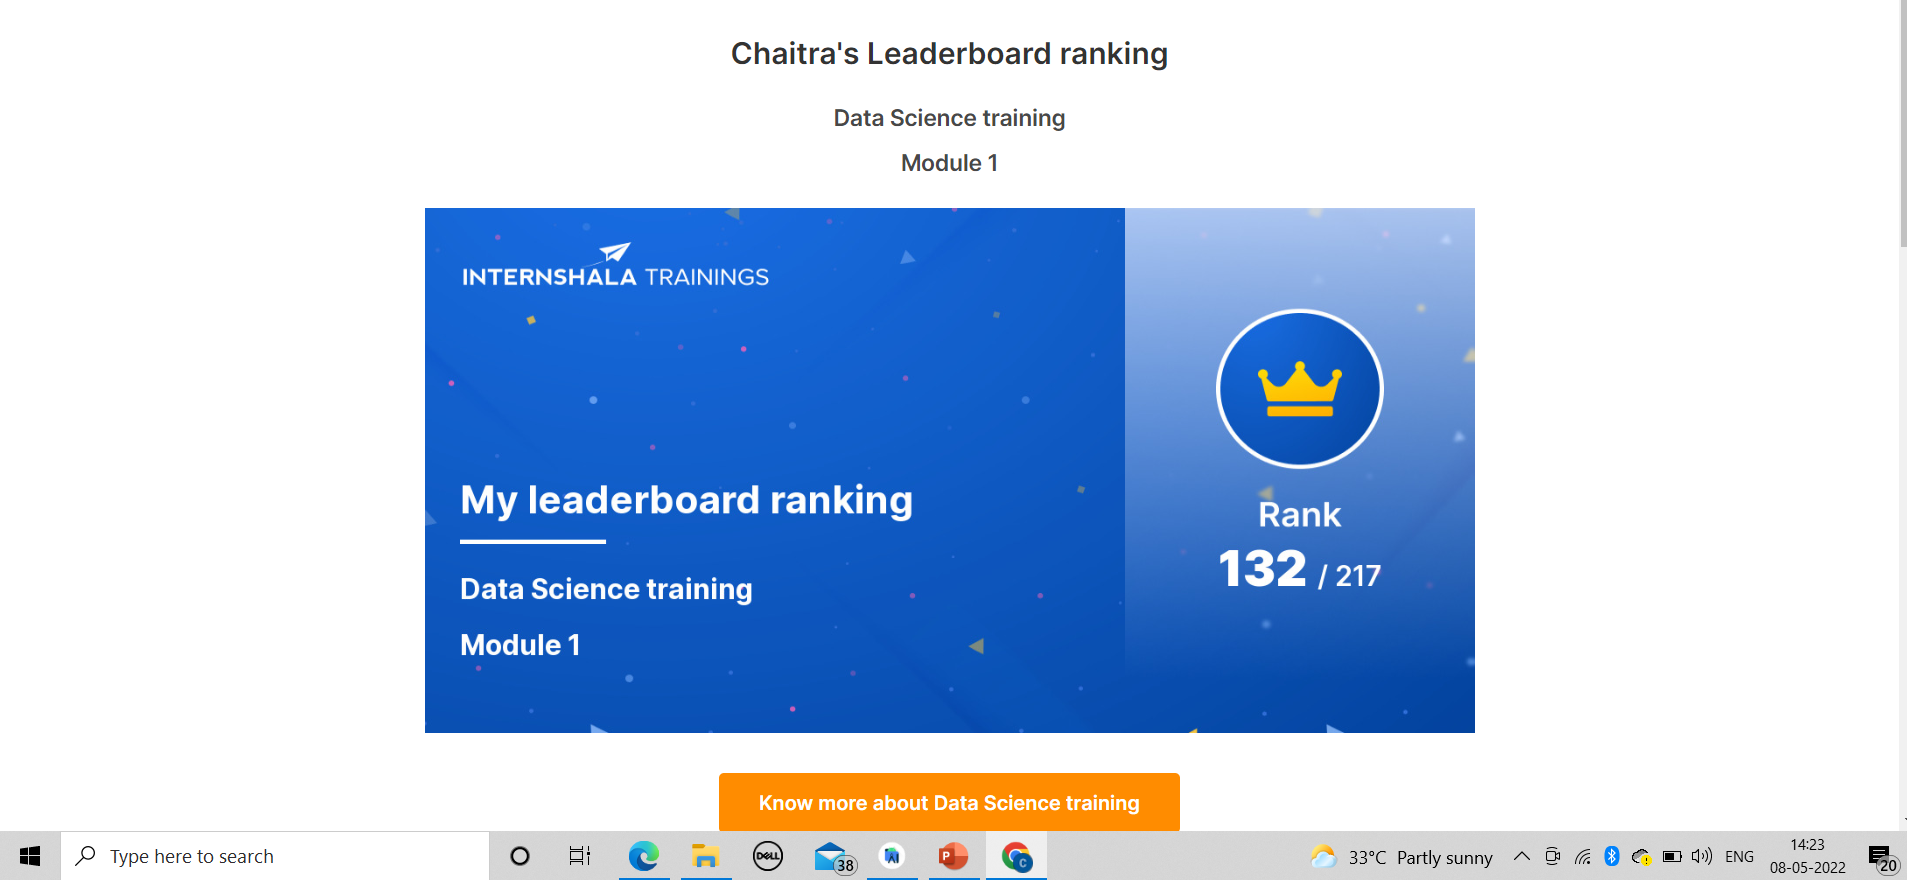 Chaitra's Leaderboard ranking
Data Science training
Module 1
INTERNSHALA TRAININGS
My leaderboard ranking
Data Science training
Module 1
Rank
132 / 217
Know more about Data Science training
Type here to search
DELL
38
P
C
33°C Partly sunny
ENG
14:23
08-05-2022
20